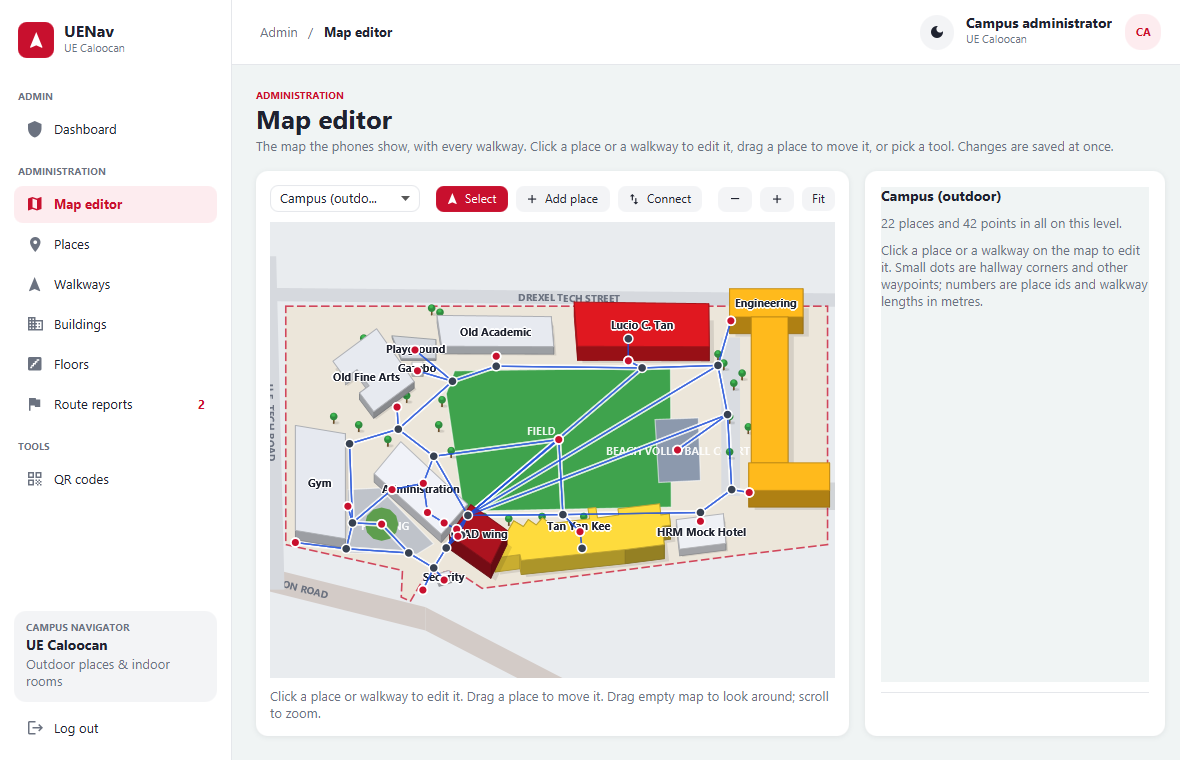 UENav
UE Caloocan
ADMIN
Dashboard
ADMINISTRATION
Map editor
Places
Walkways
Buildings
Floors
Route reports 2
TOOLS
QR codes
CAMPUS NAVIGATOR
UE Caloocan
Outdoor places & indoor
rooms
Log out
Admin / Map editor
Campus administrator
UE Caloocan
CA
ADMINISTRATION
Map editor
The map the phones show, with every walkway. Click a place or a walkway to edit it, drag a place to move it, or pick a tool. Changes are saved at once.
Campus (outdo...
Select
+ Add place
Connect
−
+
Fit
DREXEL TECH STREET
Engineering
Lucio C. Tan
Old Academic
Playground
Old Fine Arts
FIELD
Gym
Administration
AD wing
Tan Yan Kee
HRM Mock Hotel
Security
ON ROAD
Click a place or walkway to edit it. Drag a place to move it. Drag empty map to look around; scroll
to zoom.
Campus (outdoor)
22 places and 42 points in all on this level.
Click a place or a walkway on the map to edit
it. Small dots are hallway corners and other
waypoints; numbers are place ids and walkway
lengths in metres.